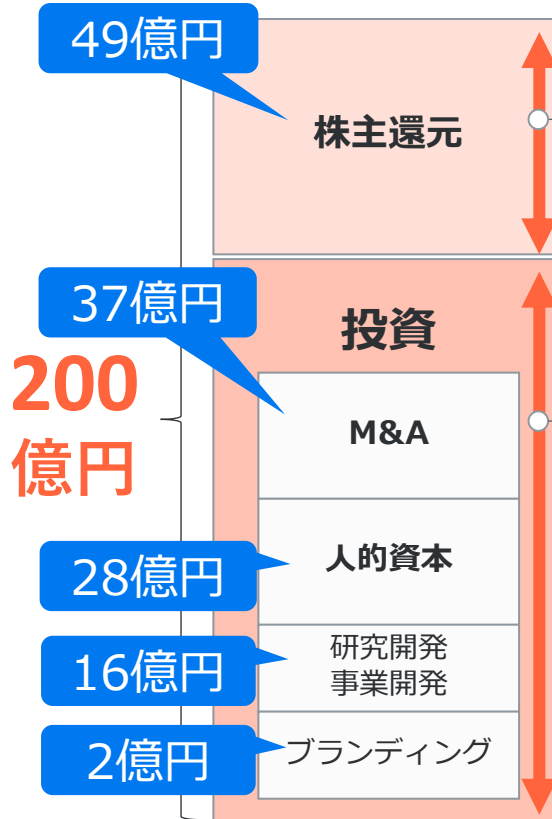 49億円
株主還元
37億円
投資
200
億円
M&A
28億円
人的資本
16億円
研究開発
事業開発
2億円
ブランディング